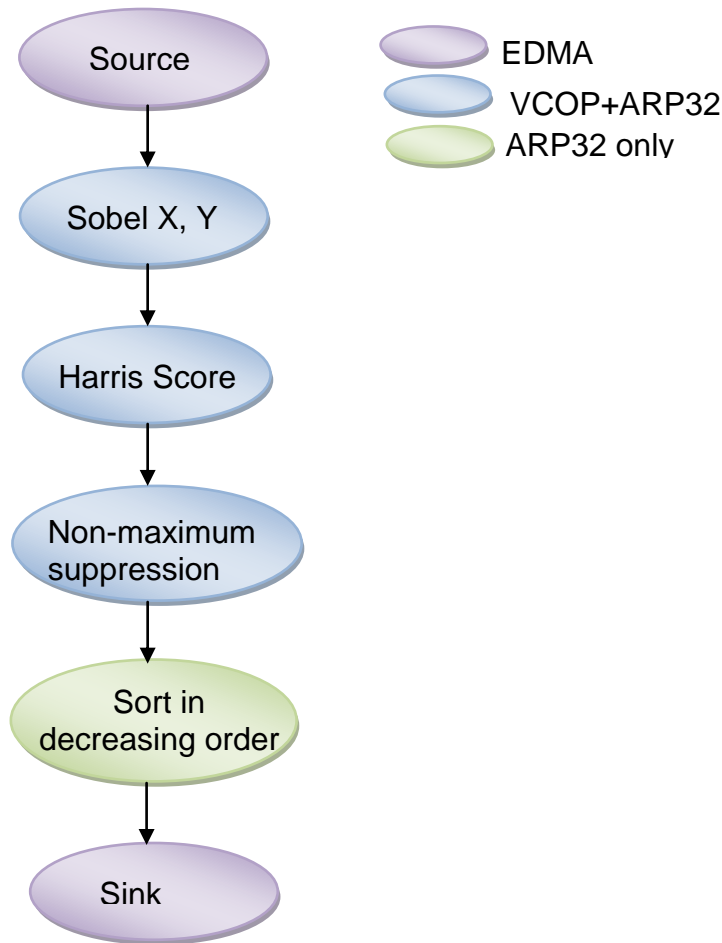 Source
EDMA
VCOP+ARP32
ARP32 only
Sobel X, Y
Harris Score
Non-maximum
suppression
Sort in
decreasing order
Sink